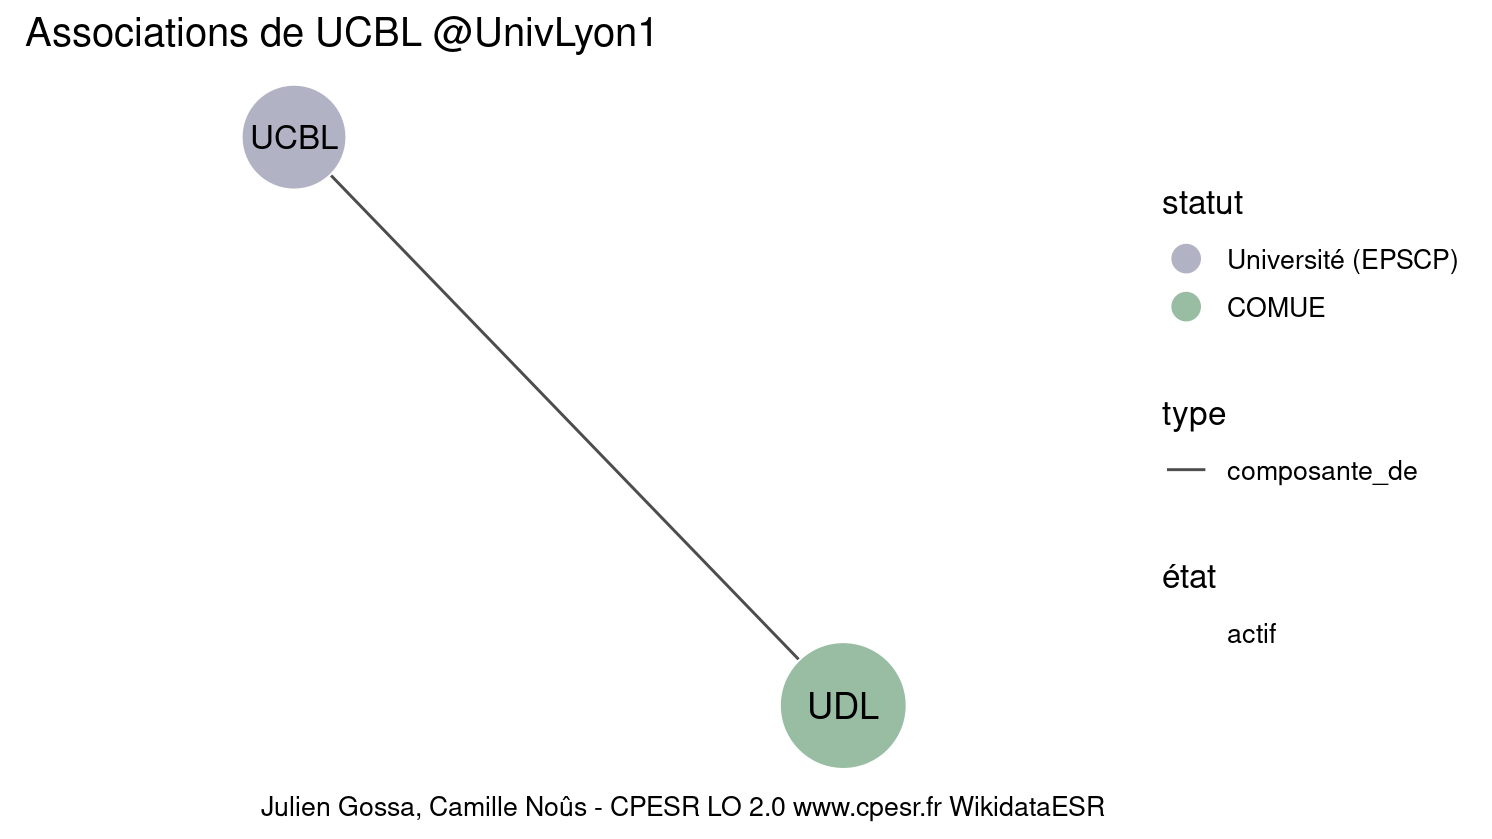 Associations de UCBL @UnivLyon1
UCBL
statut
Université (EPSCP)
COMUE
type
composante_de
état
actif
UDL
Julien Gossa, Camille Noûs - CPESR LO 2.0 www.cpesr.fr WikidataESR